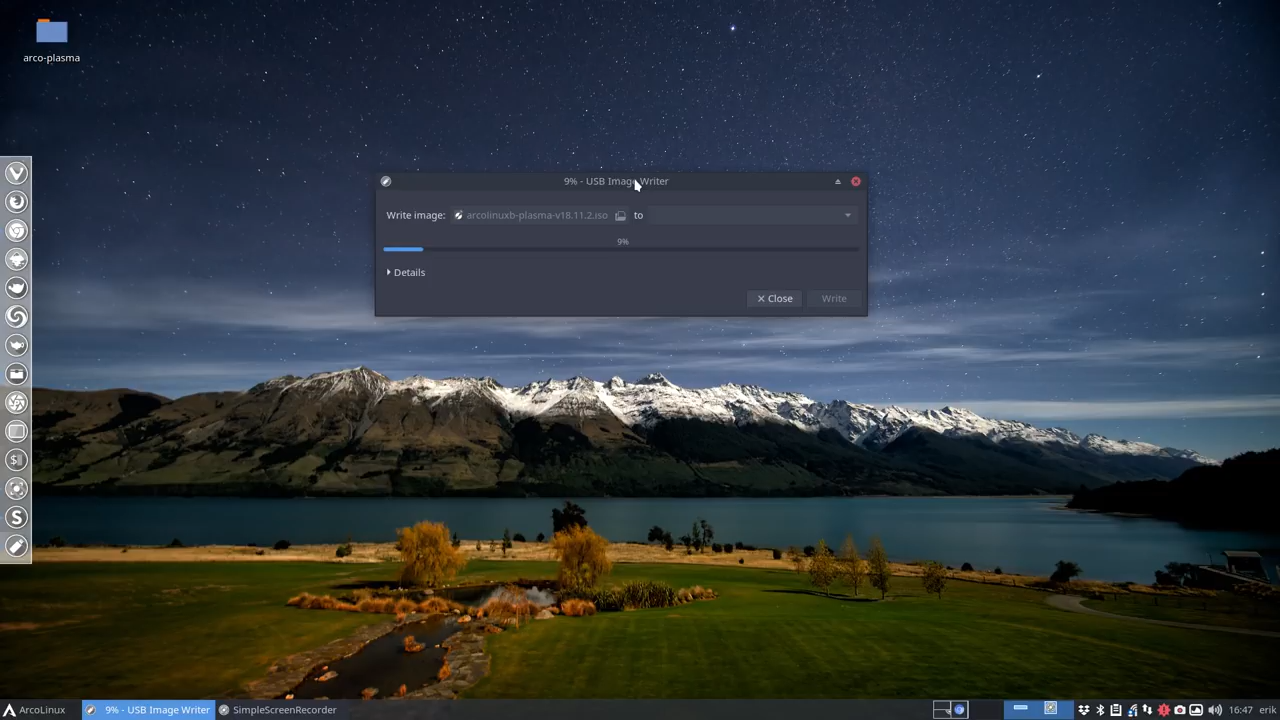 arco-plasma
9% - USB Image Writer
Write image: arcolinuxb-plasma-v18.11.2.iso to
9%
Details
Close Write
ArcoLinux 9% - USB Image Writer SimpleScreenRecorder 16:47 erik